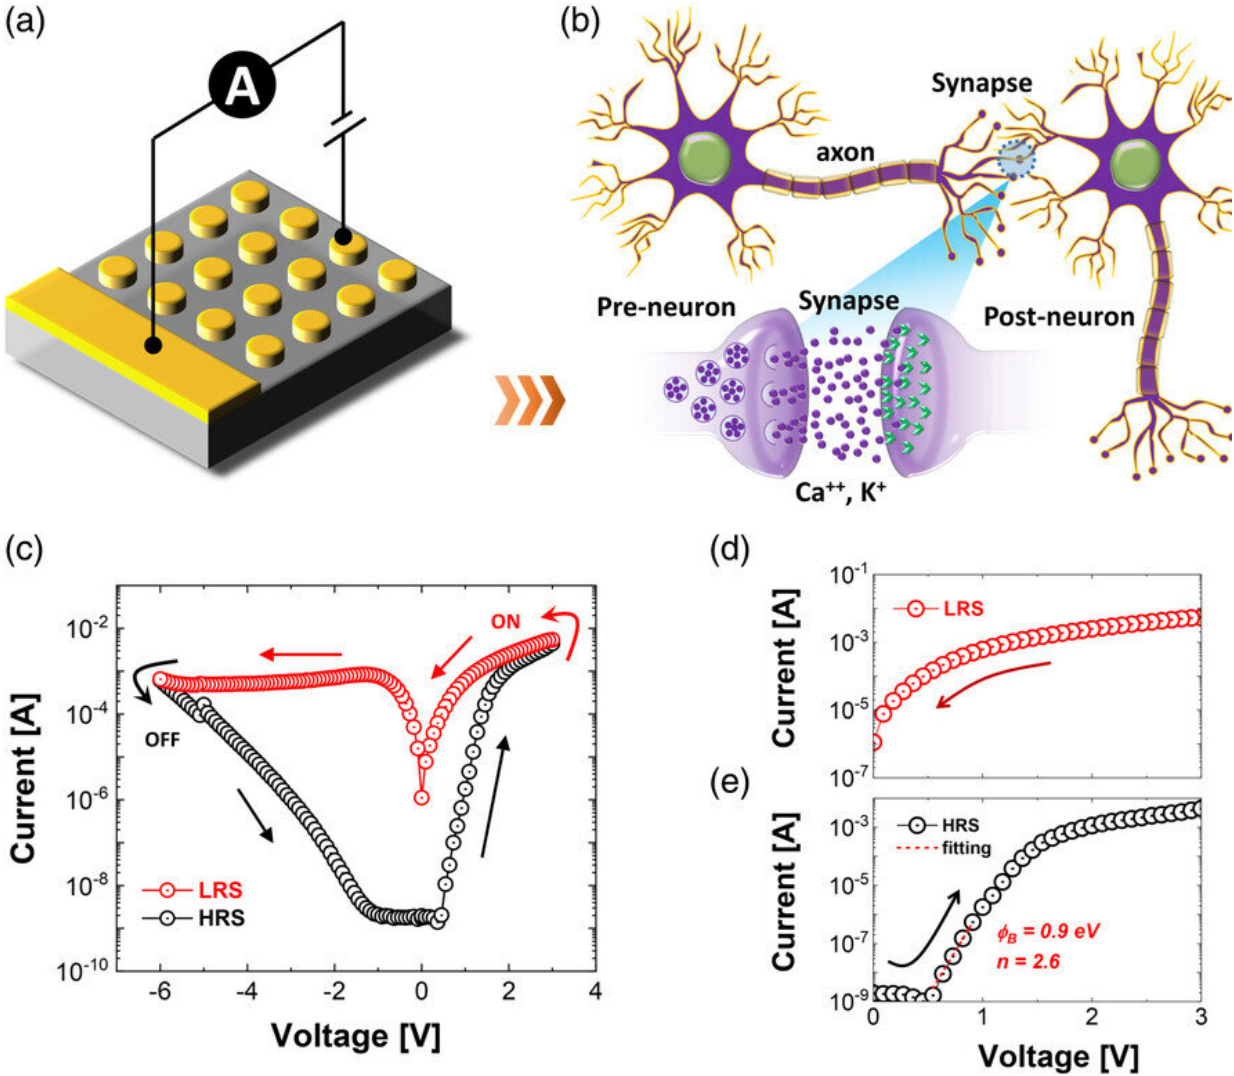 (a)
A
(b)
Synapse
axon
Pre-neuron
Synapse
Post-neuron
Ca⁺⁺, K⁺
(c)
Current [A]
10⁻²
10⁻⁴
10⁻⁶
10⁻⁸
10⁻¹⁰
ON
OFF
LRS
HRS
-6
-4
-2
0
2
4
Voltage [V]
(d)
Current [A]
10⁻¹
10⁻³
10⁻⁵
10⁻⁷
LRS
(e)
Current [A]
10⁻³
10⁻⁵
10⁻⁷
10⁻⁹
HRS
fitting
ϕ_B = 0.9 eV
n = 2.6
0
1
2
3
Voltage [V]